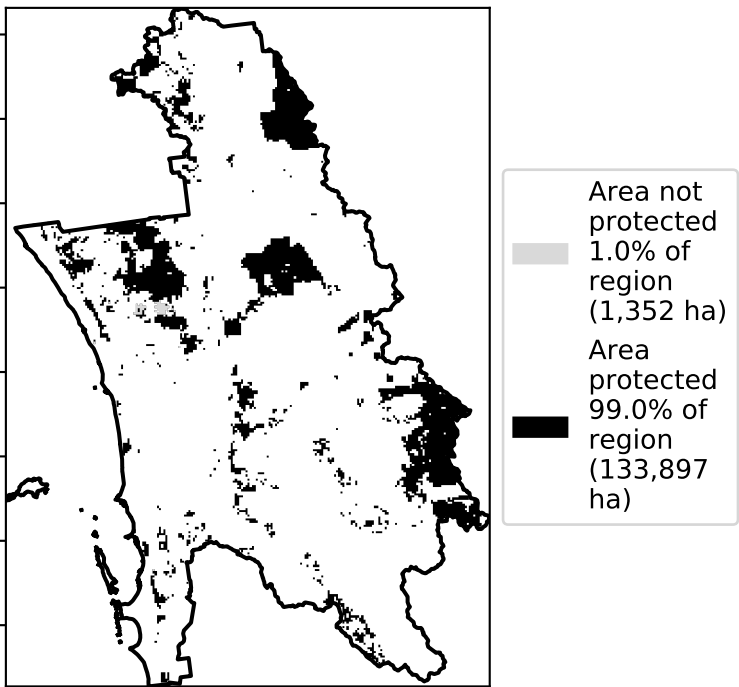 Area not
protected
1.0% of
region
(1,352 ha)
Area
protected
99.0% of
region
(133,897
ha)